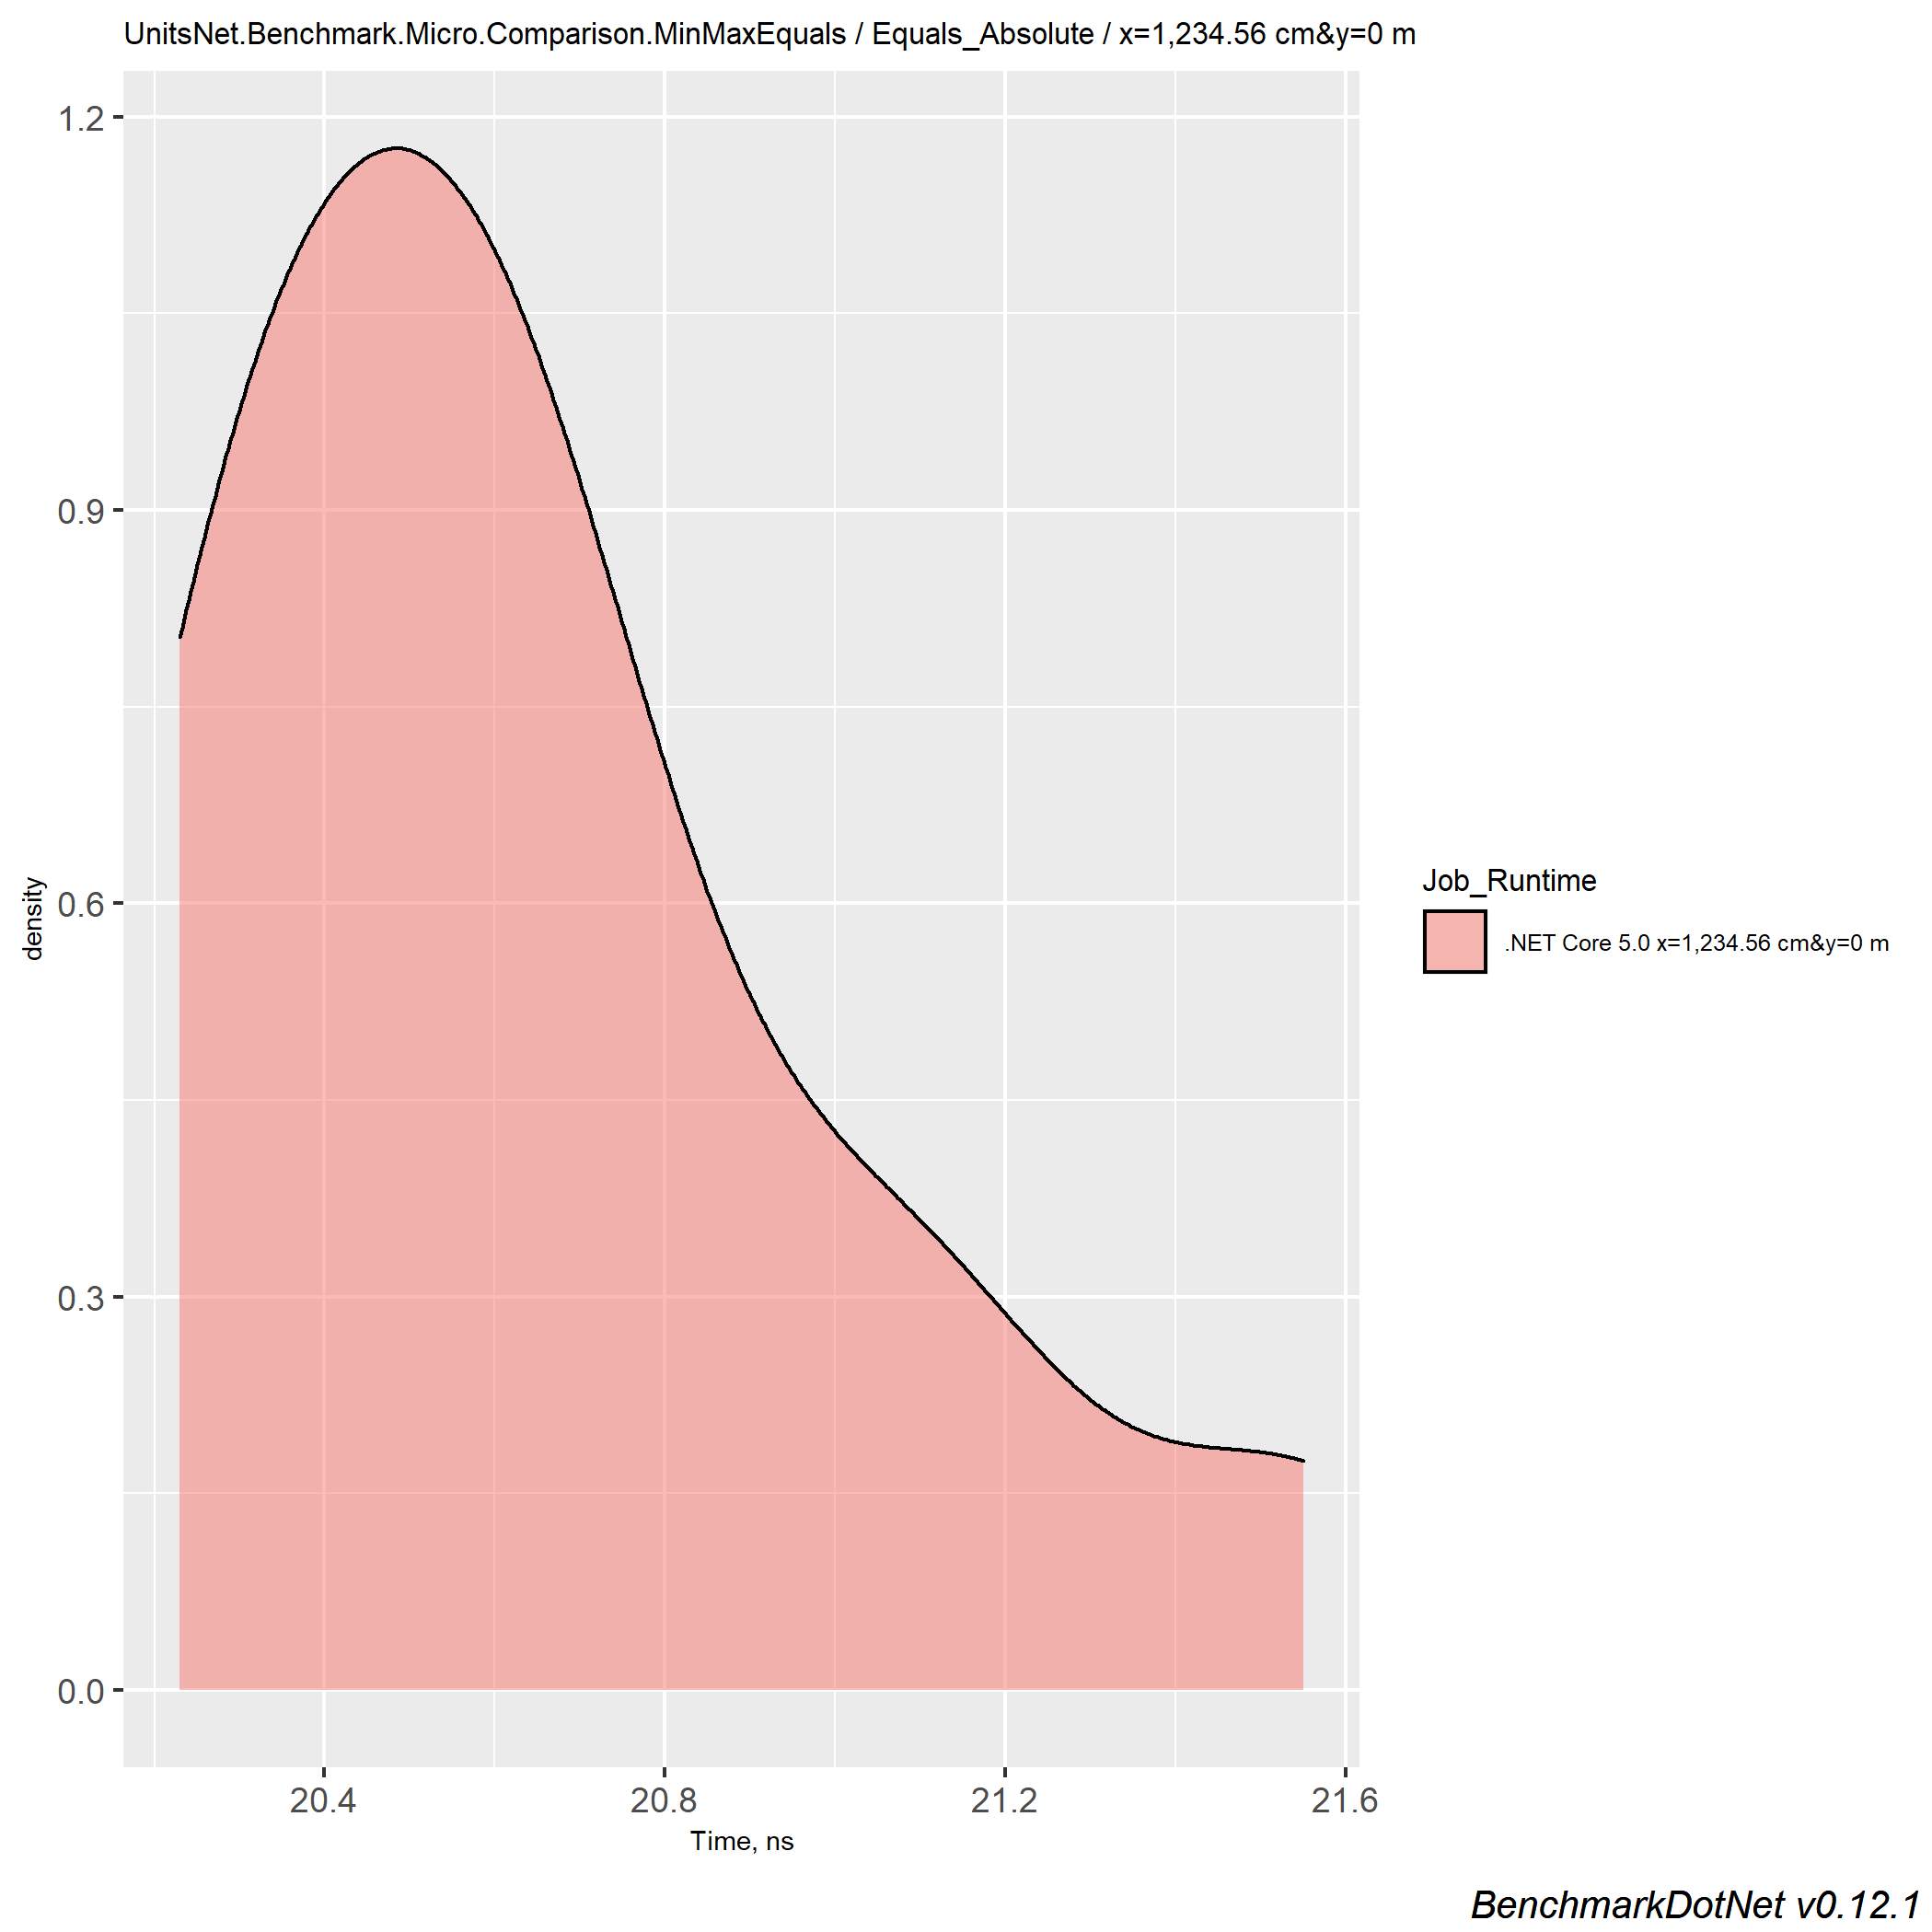 UnitsNet.Benchmark.Micro.Comparison.MinMaxEquals / Equals_Absolute / x=1,234.56 cm&y=0 m
1.2
0.9
0.6
0.3
0.0
density
20.4 20.8 21.2 21.6
Time, ns
Job_Runtime
.NET Core 5.0 x=1,234.56 cm&y=0 m
BenchmarkDotNet v0.12.1